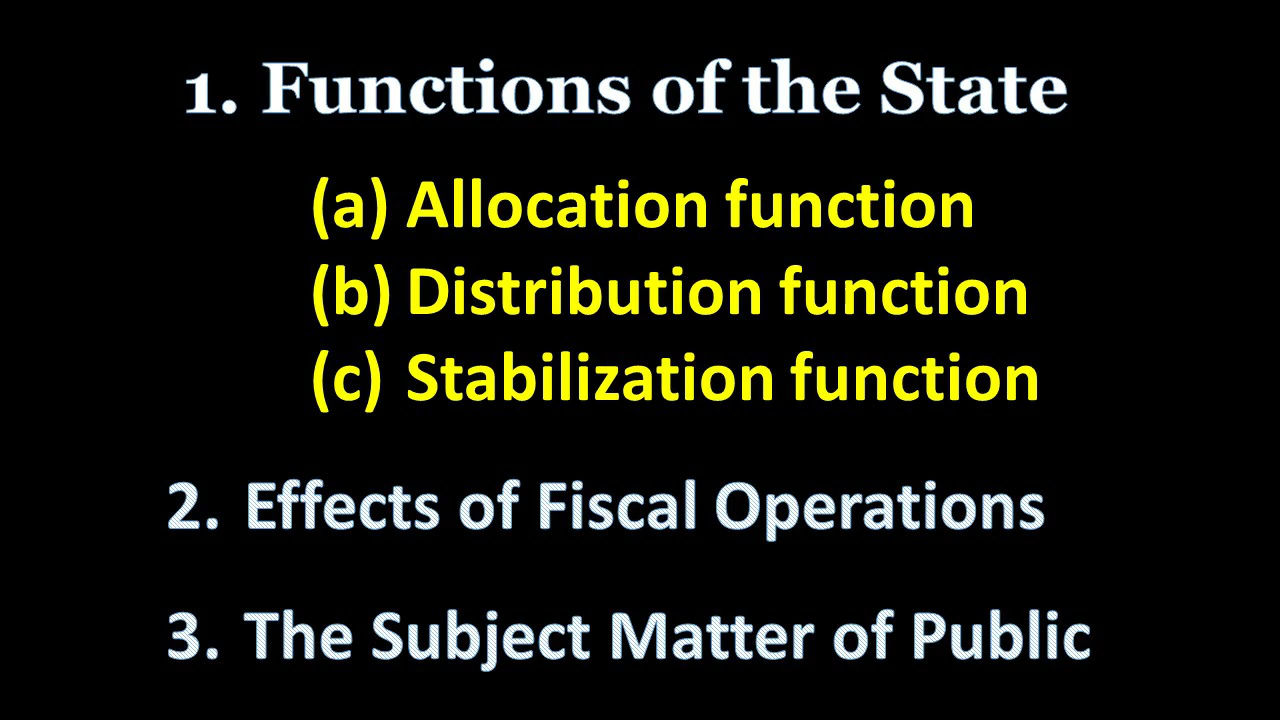 1. Functions of the State
(a) Allocation function
(b) Distribution function
(c) Stabilization function
2. Effects of Fiscal Operations
3. The Subject Matter of Public